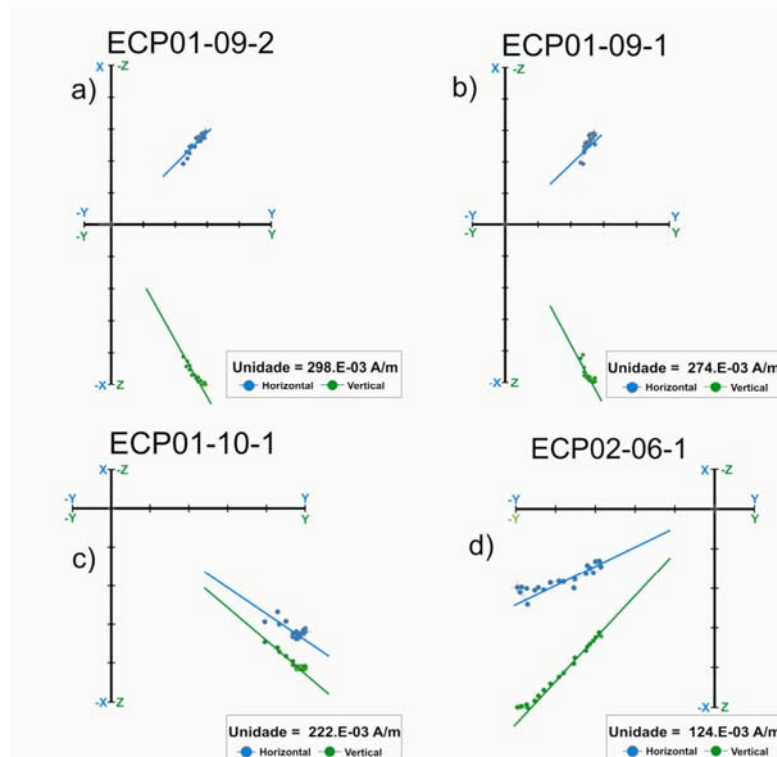 ECP01-09-2
a)
X -Z
-Y Y
-Y Y
-X Z
Unidade = 298.E-03 A/m
Horizontal Vertical
ECP01-09-1
b)
X -Z
-Y Y
-Y Y
-X Z
Unidade = 274.E-03 A/m
Horizontal Vertical
ECP01-10-1
c)
X -Z
-Y Y
-Y Y
-X Z
Unidade = 222.E-03 A/m
Horizontal Vertical
ECP02-06-1
d)
X -Z
-Y Y
-Y Y
-X Z
Unidade = 124.E-03 A/m
Horizontal Vertical